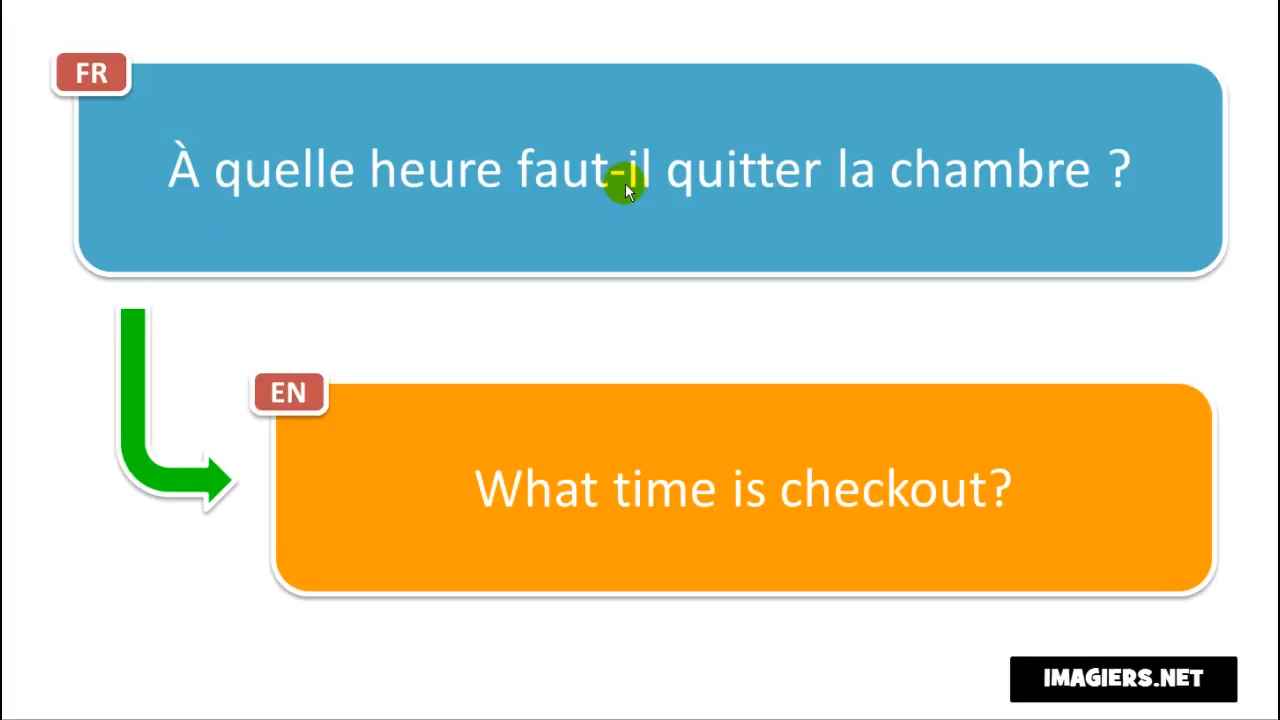 FR
À quelle heure faut-il quitter la chambre ?
EN
What time is checkout?
IMAGIERS.NET